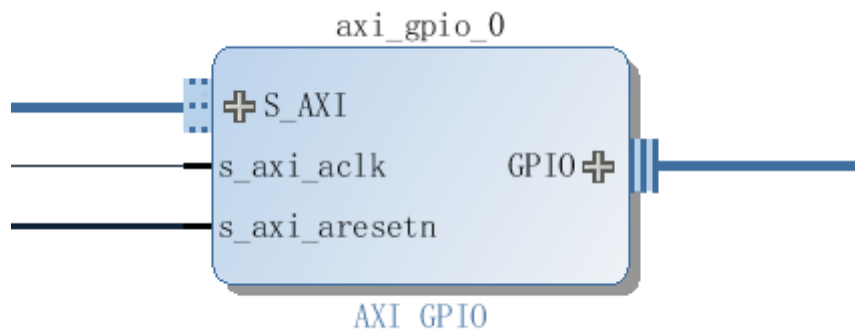 axi_gpio_0
S_AXI
s_axi_aclk
GPIO
s_axi_aresetn
AXI GPIO